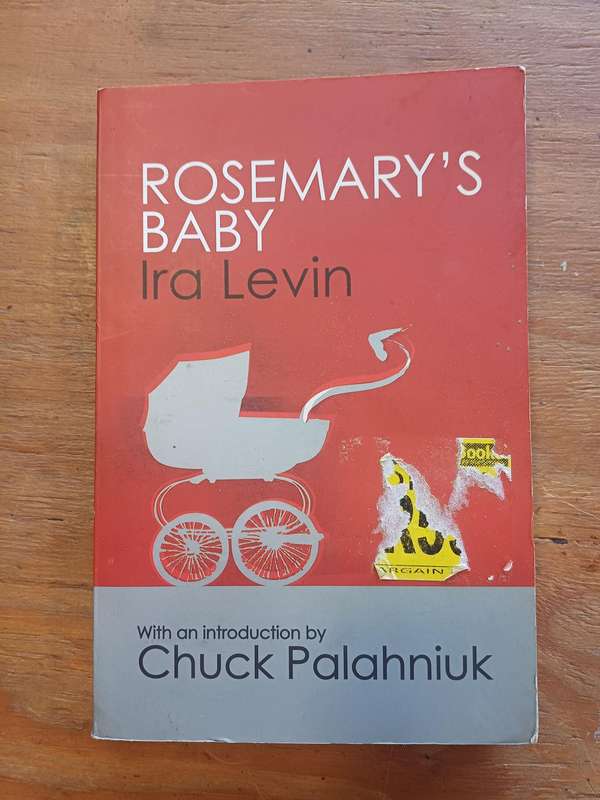 ROSEMARY'S
BABY
Ira Levin
With an introduction by
Chuck Palahniuk